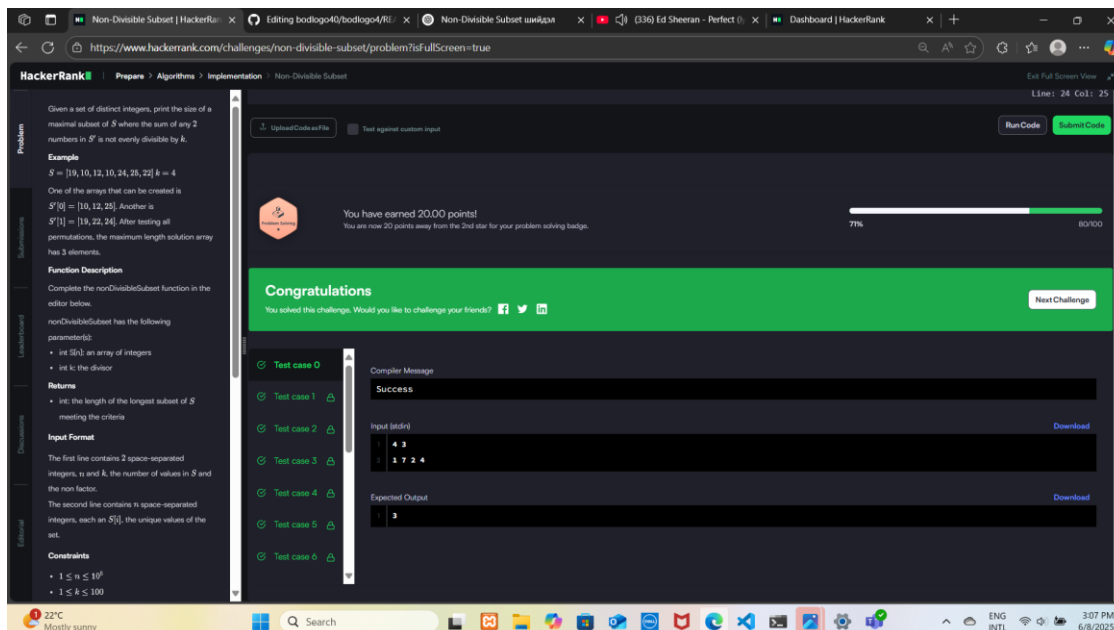 Non-Divisible Subset | HackerRan
Editing bodlogo40/bodlogo4/RE
Non-Divisible Subset шийдэл
(336) Ed Sheeran - Perfect (
Dashboard | HackerRank
https://www.hackerrank.com/challenges/non-divisible-subset/problem?isFullScreen=true
HackerRank
Prepare > Algorithms > Implementation > Non-Divisible Subset
Exit Full Screen View
Line: 24 Col: 25
Problem
Submissions
Leaderboard
Discussions
Editorial
Given a set of distinct integers, print the size of a
maximal subset of S where the sum of any 2
numbers in S' is not evenly divisible by k.
Example
S = [19, 10, 12, 10, 24, 25, 22] k = 4
One of the arrays that can be created is
S'[0] = [10, 12, 25]. Another is
S'[1] = [19, 22, 24]. After testing all
permutations, the maximum length solution array
has 3 elements.
Function Description
Complete the nonDivisibleSubset function in the
editor below.
nonDivisibleSubset has the following
parameter(s):
• int S[n]: an array of integers
• int k: the divisor
Returns
• int: the length of the longest subset of S
meeting the criteria
Input Format
The first line contains 2 space-separated
integers, n and k, the number of values in S and
the non factor.
The second line contains n space-separated
integers, each an S[i], the unique values of the
set.
Constraints
• 1 ≤ n ≤ 10⁵
• 1 ≤ k ≤ 100
Upload Code as File
Test against custom input
Run Code
Submit Code
Problem Solving
You have earned 20.00 points!
You are now 20 points away from the 2nd star for your problem solving badge.
71%
80/100
Congratulations
You solved this challenge. Would you like to challenge your friends?
Next Challenge
Test case 0
Test case 1
Test case 2
Test case 3
Test case 4
Test case 5
Test case 6
Compiler Message
Success
Input (stdin)
Download
1 4 3
2 1 7 2 4
Expected Output
Download
1 3
1
22°C
Mostly sunny
Search
ENG
INTL
3:07 PM
6/8/2025